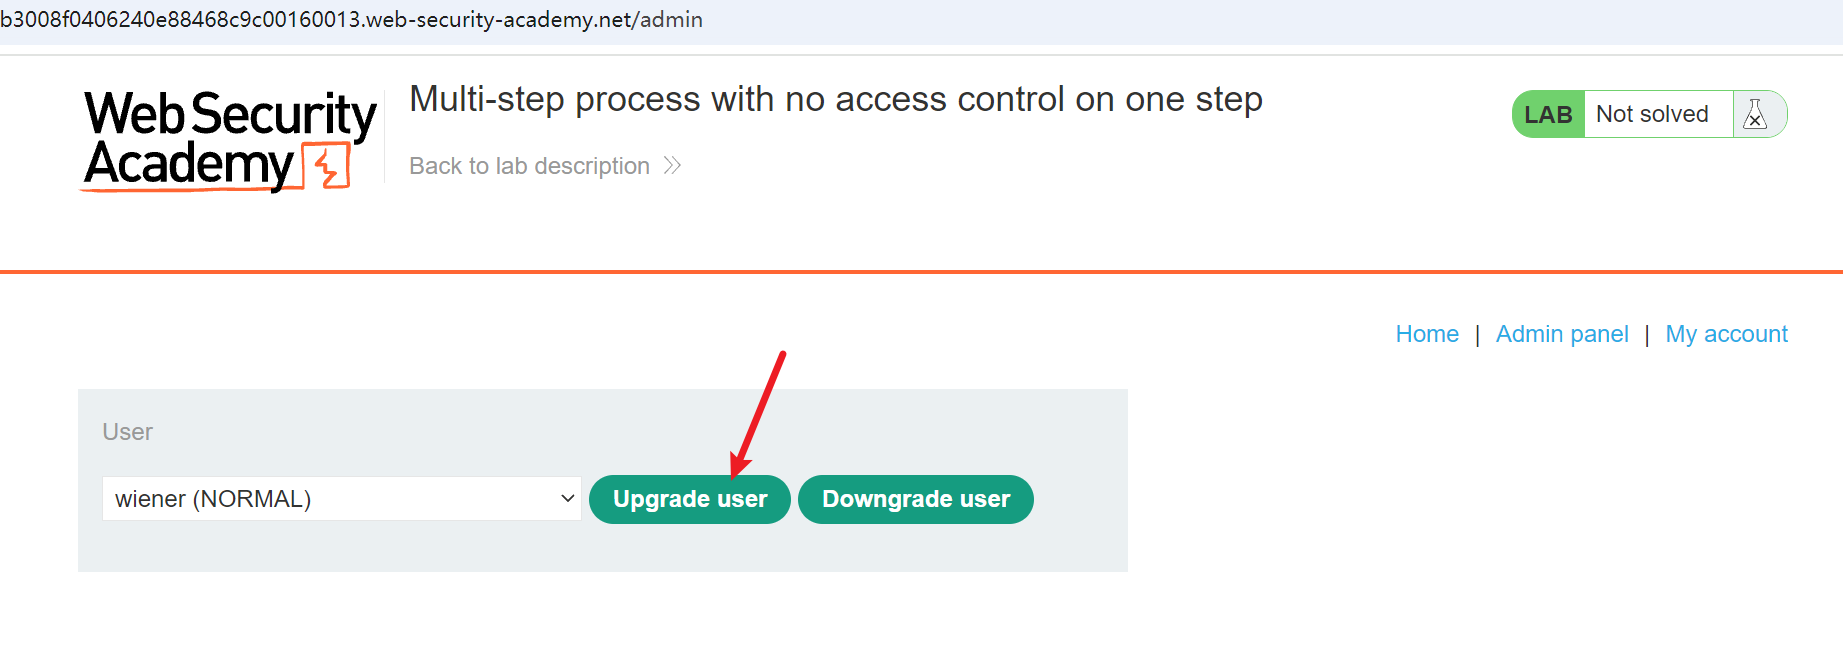 b3008f0406240e88468c9c00160013.web-security-academy.net/admin
Web Security
Academy
Multi-step process with no access control on one step
Back to lab description
LAB Not solved
Home | Admin panel | My account
User
wiener (NORMAL) Upgrade user Downgrade user